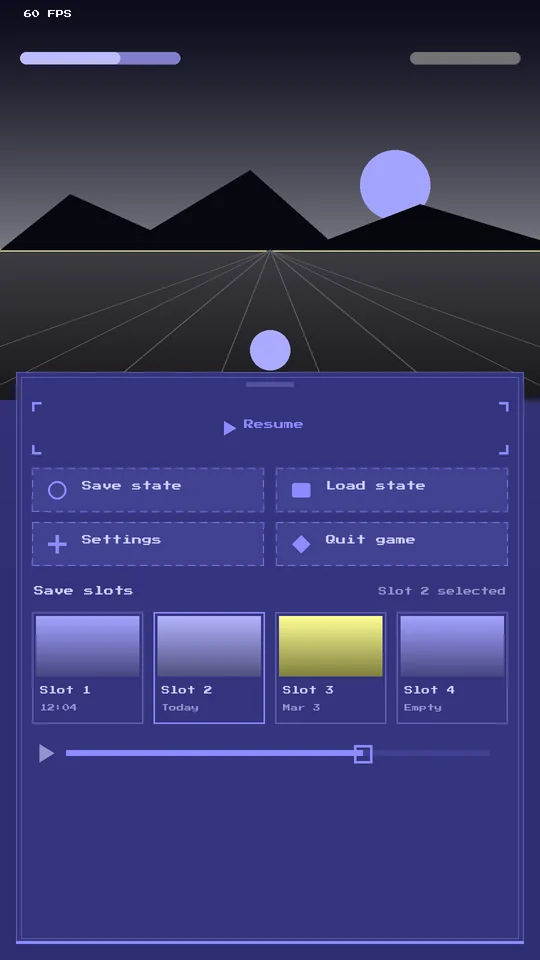 60 FPS
Resume
Save state
Load state
Settings
Quit game
Save slots
Slot 2 selected
Slot 1
Slot 2
Slot 3
Slot 4
12:04
Today
Mar 3
Empty